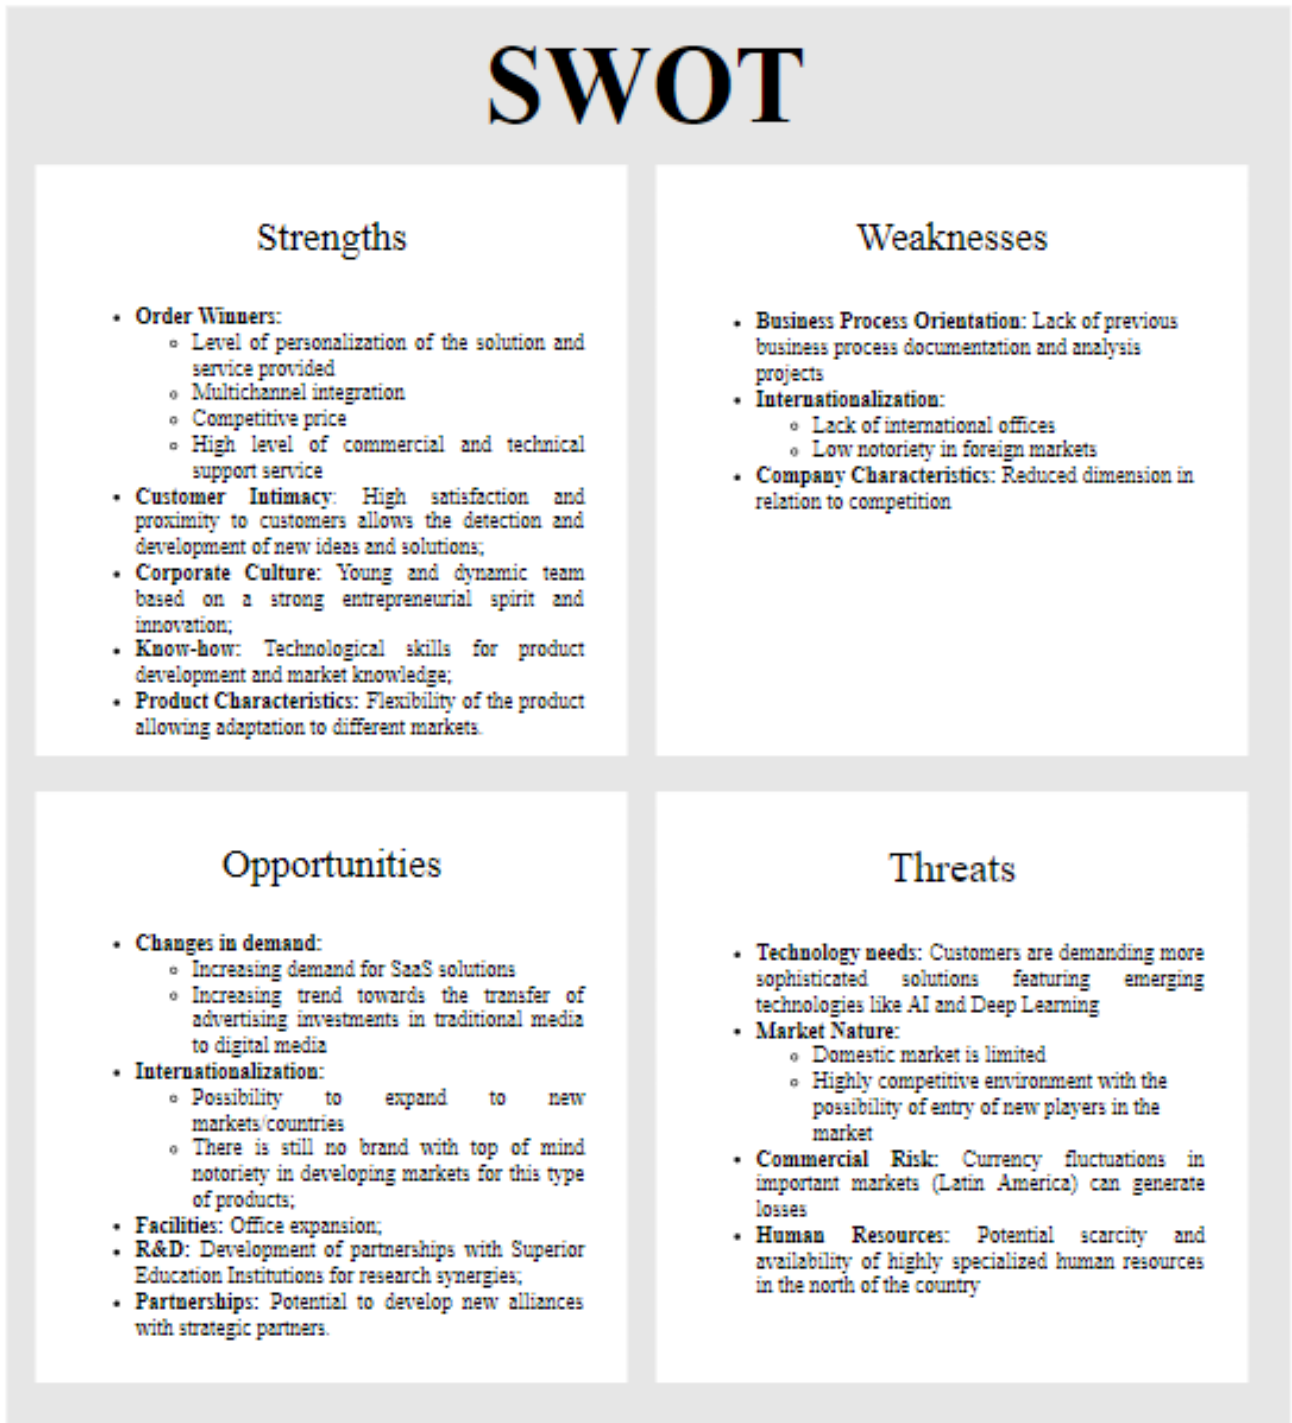 SWOT
Strengths
• Order Winners:
◦ Level of personalization of the solution and
service provided
◦ Multichannel integration
◦ Competitive price
◦ High level of commercial and technical
support service
• Customer Intimacy: High satisfaction and
proximity to customers allows the detection and
development of new ideas and solutions;
• Corporate Culture: Young and dynamic team
based on a strong entrepreneurial spirit and
innovation;
• Know-how: Technological skills for product
development and market knowledge;
• Product Characteristics: Flexibility of the product
allowing adaptation to different markets.
Weaknesses
• Business Process Orientation: Lack of previous
business process documentation and analysis
projects
• Internationalization:
◦ Lack of international offices
◦ Low notoriety in foreign markets
• Company Characteristics: Reduced dimension in
relation to competition
Opportunities
• Changes in demand:
◦ Increasing demand for SaaS solutions
◦ Increasing trend towards the transfer of
advertising investments in traditional media
to digital media
• Internationalization:
◦ Possibility to expand to new
markets/countries
◦ There is still no brand with top of mind
notoriety in developing markets for this type
of products;
• Facilities: Office expansion;
• R&D: Development of partnerships with Superior
Education Institutions for research synergies;
• Partnerships: Potential to develop new alliances
with strategic partners.
Threats
• Technology needs: Customers are demanding more
sophisticated solutions featuring emerging
technologies like AI and Deep Learning
• Market Nature:
◦ Domestic market is limited
◦ Highly competitive environment with the
possibility of entry of new players in the
market
• Commercial Risk: Currency fluctuations in
important markets (Latin America) can generate
losses
• Human Resources: Potential scarcity and
availability of highly specialized human resources
in the north of the country